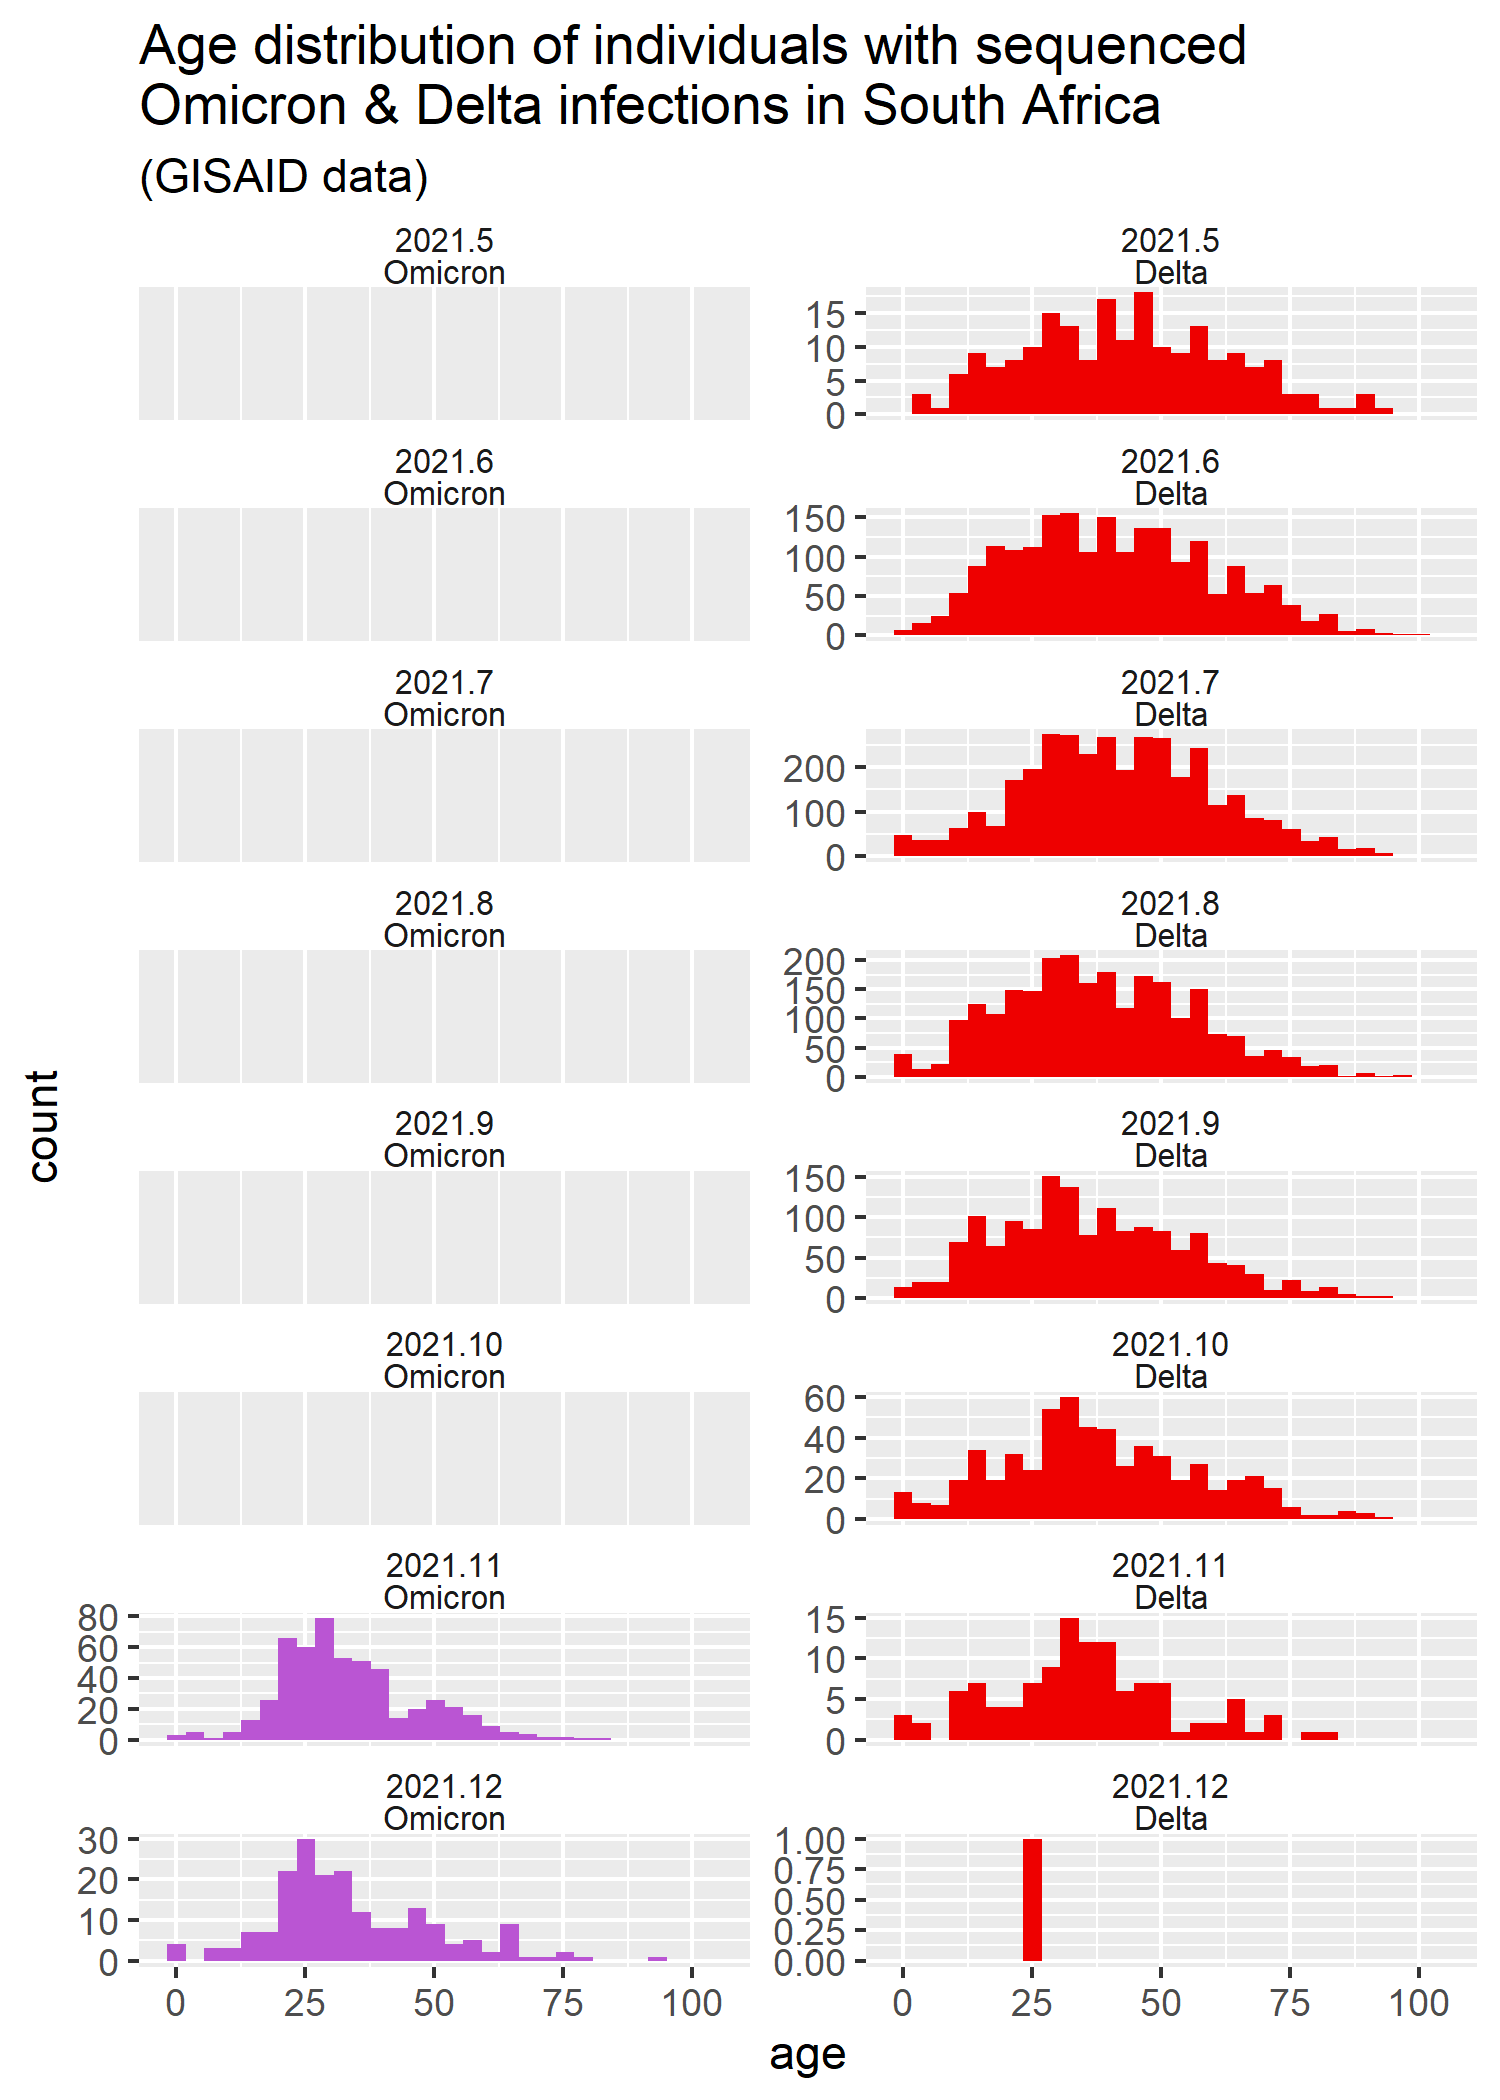 Age distribution of individuals with sequenced
Omicron & Delta infections in South Africa
(GISAID data)
count
2021.5
Omicron
2021.5
Delta
15
10
5
0
2021.6
Omicron
2021.6
Delta
150
100
50
0
2021.7
Omicron
2021.7
Delta
200
100
0
2021.8
Omicron
2021.8
Delta
200
150
100
50
0
2021.9
Omicron
2021.9
Delta
150
100
50
0
2021.10
Omicron
2021.10
Delta
60
40
20
0
2021.11
Omicron
80
60
40
20
0
2021.11
Delta
15
10
5
0
2021.12
Omicron
30
20
10
0
2021.12
Delta
1.00
0.75
0.50
0.25
0.00
0 25 50 75 100
0 25 50 75 100
age